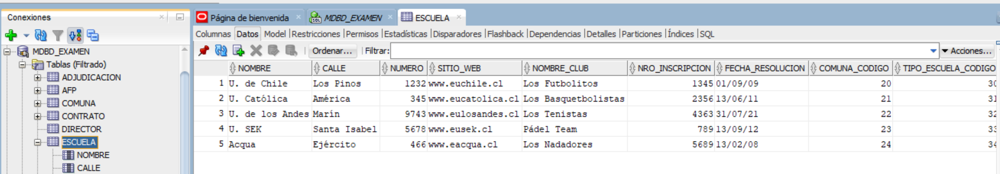 Conexiones
MDBD_EXAMEN
Tablas (Filtrado)
ADJUDICACION
AFP
COMUNA
CONTRATO
DIRECTOR
ESCUELA
NOMBRE
CALLE
Página de bienvenida MDBD_EXAMEN ESCUELA
Columnas Datos Model |Restricciones |Permisos |Estadísticas |Disparadores |Flashback |Dependencias |Detalles |Particiones |Índices |SQL
Ordenar... Filtrar: Acciones...
NOMBRE CALLE NUMERO SITIO_WEB NOMBRE_CLUB NRO_INSCRIPCION FECHA_RESOLUCION COMUNA_CODIGO TIPO_ESCUELA_CODIGO
1 U. de Chile Los Pinos 1232 www.euchile.cl Los Futbolitos 1345 01/09/09 20 30
2 U. Católica América 345 www.eucatolica.cl Los Basquetbolistas 2356 13/06/11 21 31
3 U. de los Andes Marín 9743 www.eulosandes.cl Los Tenistas 4363 31/07/21 22 32
4 U. SEK Santa Isabel 5678 www.eusek.cl Pádel Team 789 13/09/12 23 33
5 Acqua Ejército 466 www.eacqua.cl Los Nadadores 5689 13/02/08 24 34